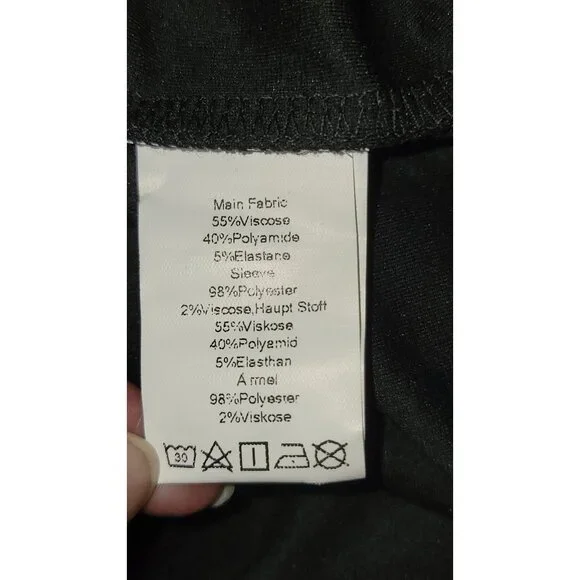 Main Fabric
55%Viscose
40%Polyamide
5%Elastane
Sleeve
98%Polyester
2%Viscose,Haupt Stoff
55%Viskose
40%Polyamid
5%Elasthan
Armel
98%Polyester
2%Viskose
30